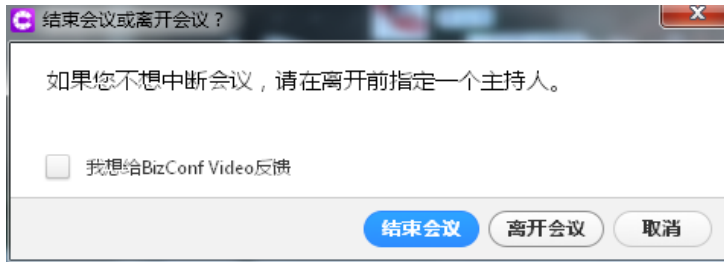 结束会议或离开会议？
如果您不想中断会议，请在离开前指定一个主持人。
我想给BizConf Video反馈
结束会议 离开会议 取消